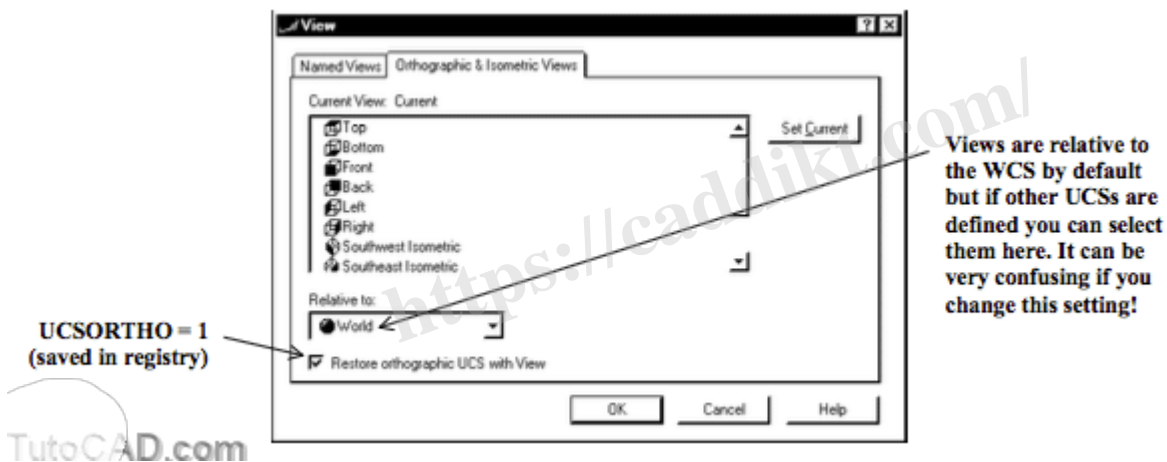 View
Named Views
Orthographic & Isometric Views
Current View: Current
Top
Bottom
Front
Back
Left
Right
Southwest Isometric
Southeast Isometric
Set Current
Relative to:
World
Restore orthographic UCS with View
OK
Cancel
Help
UCSORTHO = 1
(saved in registry)
Views are relative to
the WCS by default
but if other UCSs are
defined you can select
them here. It can be
very confusing if you
change this setting!
https://caddikt.com/
TutoCAD.com